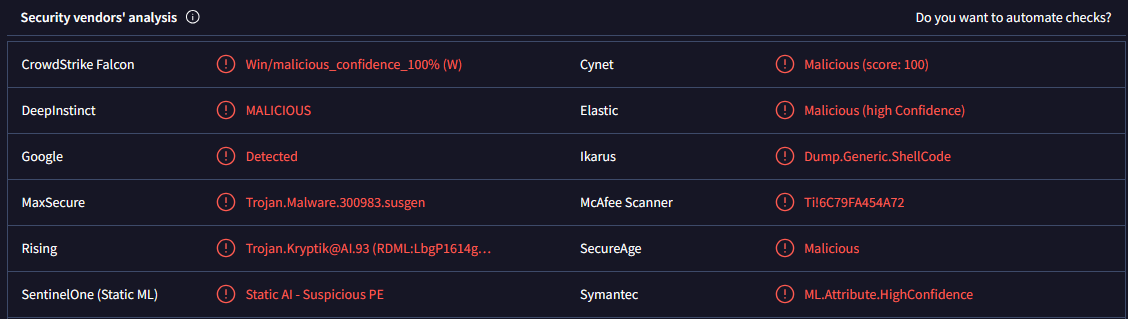 Security vendors' analysis Do you want to automate checks?
CrowdStrike Falcon Win/malicious_confidence_100% (W) Cynet Malicious (score: 100)
DeepInstinct MALICIOUS Elastic Malicious (high Confidence)
Google Detected Ikarus Dump.Generic.ShellCode
MaxSecure Trojan.Malware.300983.susgen McAfee Scanner Ti!6C79FA454A72
Rising Trojan.Kryptik@AI.93 (RDML:LbgP1614g... SecureAge Malicious
SentinelOne (Static ML) Static AI - Suspicious PE Symantec ML.Attribute.HighConfidence